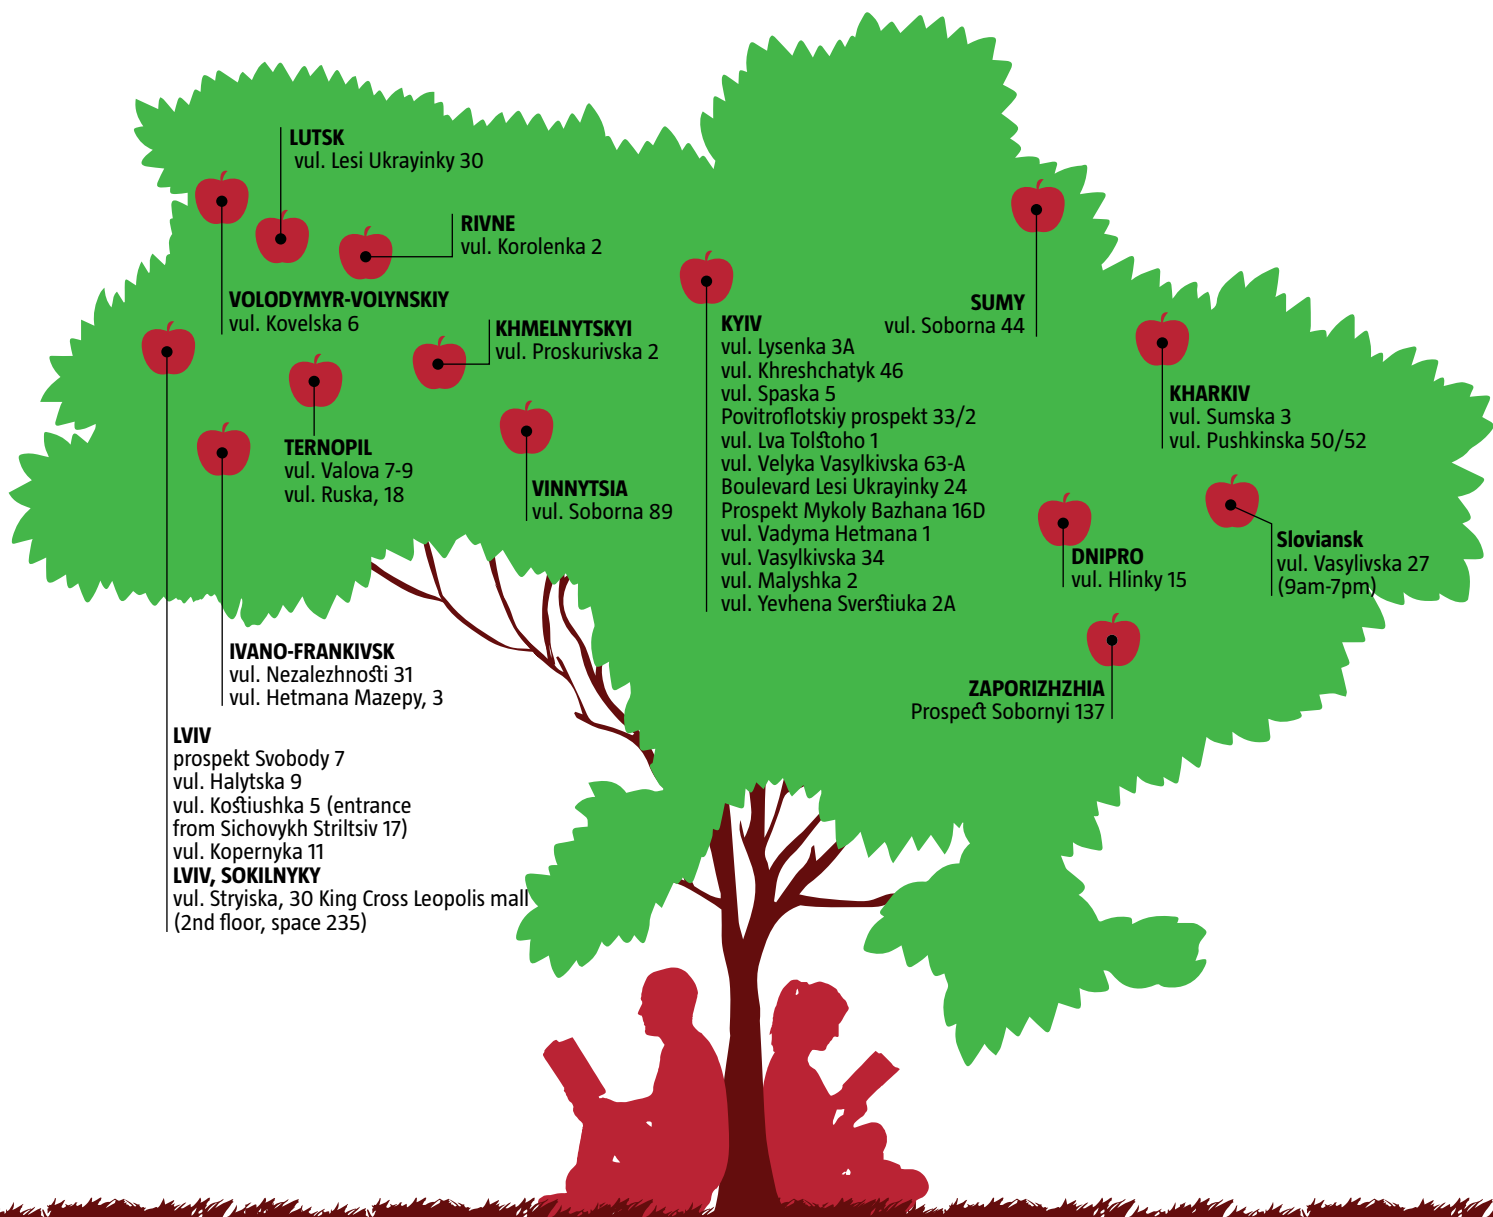 LUTSK
vul. Lesi Ukrayinky 30
RIVNE
vul. Korolenka 2
VOLODYMYR-VOLYNSKIY
vul. Kovelska 6
KHMELNYTSKYI
vul. Proskurivska 2
TERNOPIL
vul. Valova 7-9
vul. Ruska, 18
VINNYTSIA
vul. Soborna 89
KYIV
vul. Lysenka 3A
vul. Khreshchatyk 46
vul. Spaska 5
Povitroflotskiy prospekt 33/2
vul. Lva Tolstoho 1
vul. Velyka Vasylkivska 63-A
Boulevard Lesi Ukrayinky 24
Prospekt Mykoly Bazhana 16D
vul. Vadyma Hetmana 1
vul. Vasylkivska 34
vul. Malyshka 2
vul. Yevhena Sverstiuka 2A
SUMY
vul. Soborna 44
KHARKIV
vul. Sumska 3
vul. Pushkinska 50/52
DNIPRO
vul. Hlinky 15
Sloviansk
vul. Vasylivska 27
(9am-7pm)
ZAPORIZHZHIA
Prospect Sobornyi 137
IVANO-FRANKIVSK
vul. Nezalezhnosti 31
vul. Hetmana Mazepy, 3
LVIV
prospekt Svobody 7
vul. Halytska 9
vul. Kostiushka 5 (entrance
from Sichovykh Striltsiv 17)
vul. Kopernyka 11
LVIV, SOKILNYKY
vul. Stryiska, 30 King Cross Leopolis mall
(2nd floor, space 235)